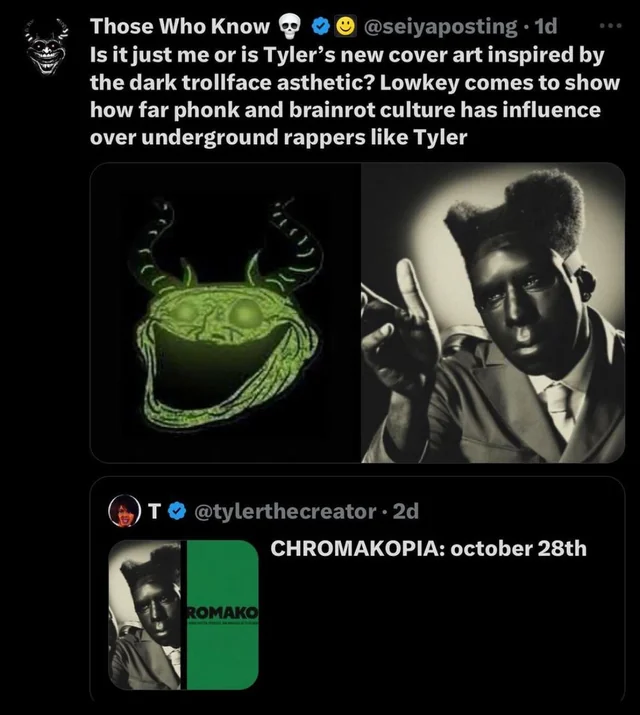 Those Who Know 💀 @seiyaposting · 1d
Is it just me or is Tyler's new cover art inspired by
the dark trollface asthetic? Lowkey comes to show
how far phonk and brainrot culture has influence
over underground rappers like Tyler
T @tylerthecreator · 2d
CHROMAKOPIA: october 28th
ROMAKO